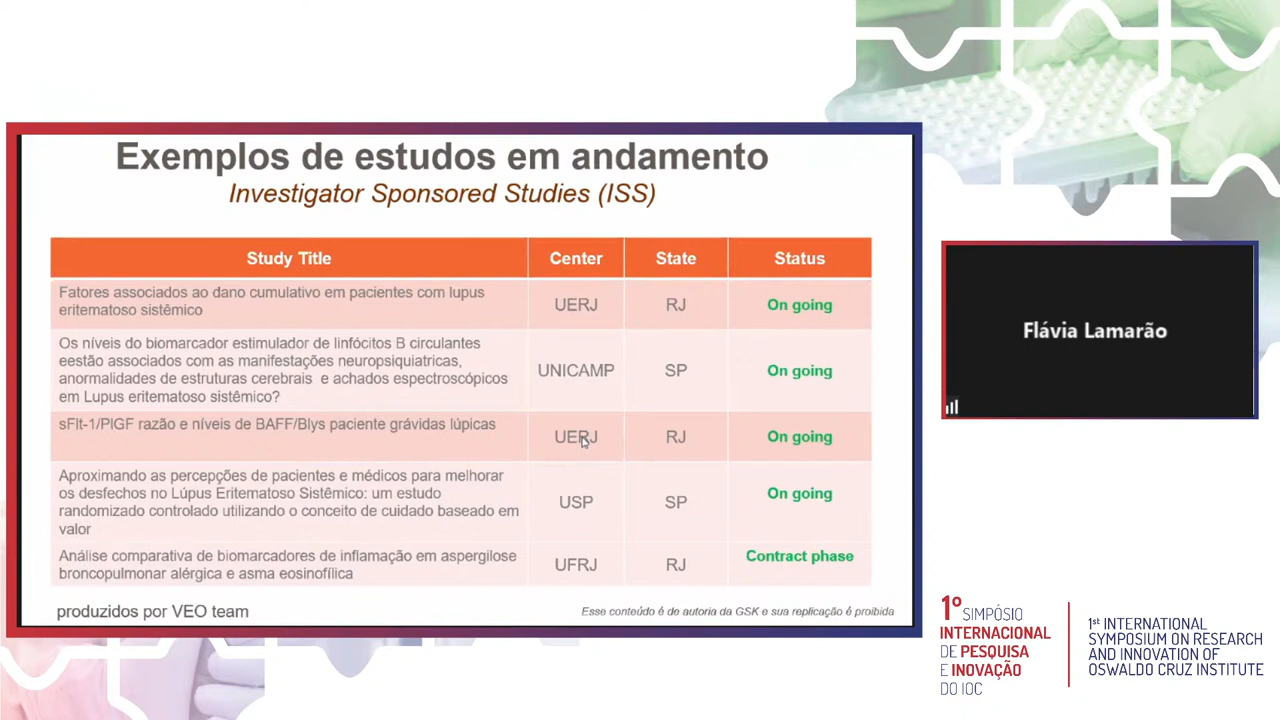 Exemplos de estudos em andamento
Investigator Sponsored Studies (ISS)
Study Title
Center
State
Status
Fatores associados ao dano cumulativo em pacientes com lupus
eritematoso sistêmico
UERJ
RJ
On going
Os níveis do biomarcador estimulador de linfócitos B circulantes
eestão associados com as manifestações neuropsiquiatricas,
anormalidades de estruturas cerebrais e achados espectroscópicos
em Lupus eritematoso sistêmico?
UNICAMP
SP
On going
sFlt-1/PlGF razão e níveis de BAFF/Blys paciente grávidas lúpicas
UERJ
RJ
On going
Aproximando as percepções de pacientes e médicos para melhorar
os desfechos no Lúpus Eritematoso Sistêmico: um estudo
randomizado controlado utilizando o conceito de cuidado baseado em
valor
USP
SP
On going
Análise comparativa de biomarcadores de inflamação em aspergilose
broncopulmonar alérgica e asma eosinofílica
UFRJ
RJ
Contract phase
produzidos por VEO team
Esse conteúdo é de autoria da GSK e sua replicação é proibida
Flávia Lamarão
1º SIMPÓSIO
INTERNACIONAL
DE PESQUISA
E INOVAÇÃO
DO IOC
1st INTERNATIONAL
SYMPOSIUM ON RESEARCH
AND INNOVATION OF
OSWALDO CRUZ INSTITUTE